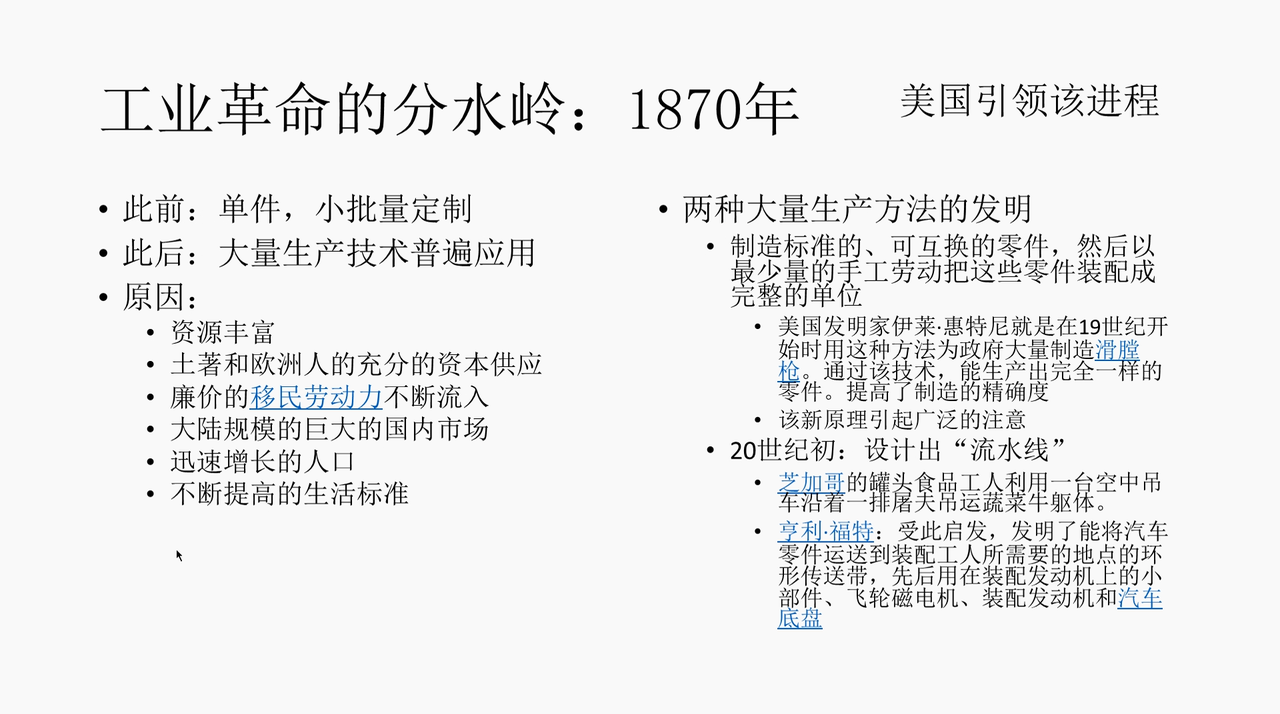 工业革命的分水岭：1870年
美国引领该进程
• 此前：单件，小批量定制
• 此后：大量生产技术普遍应用
• 原因：
• 资源丰富
• 土著和欧洲人的充分的资本供应
• 廉价的移民劳动力不断流入
• 大陆规模的巨大的国内市场
• 迅速增长的人口
• 不断提高的生活标准
• 两种大量生产方法的发明
• 制造标准的、可互换的零件，然后以
最少量的手工劳动把这些零件装配成
完整的单位
• 美国发明家伊莱·惠特尼就是在19世纪开
始时用这种方法为政府大量制造滑膛
枪。通过该技术，能生产出完全一样的
零件。提高了制造的精确度
• 该新原理引起广泛的注意
• 20世纪初：设计出“流水线”
• 芝加哥的罐头食品工人利用一台空中吊
车沿着一排屠夫吊运蔬菜牛躯体。
• 亨利·福特：受此启发，发明了能将汽车
零件运送到装配工人所需要的地点的环
形传送带，先后用在装配发动机上的小
部件、飞轮磁电机、装配发动机和汽车
底盘